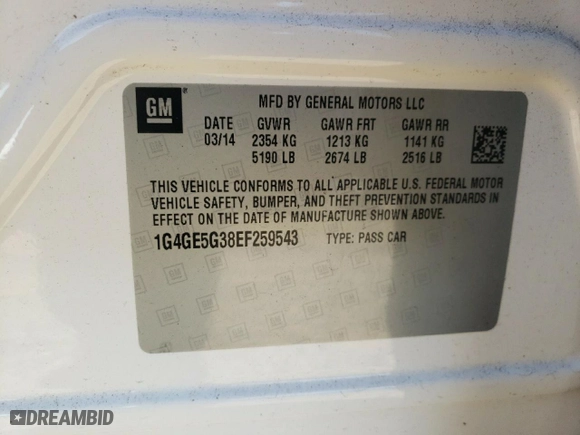 GM
MFD BY GENERAL MOTORS LLC
DATE GVWR GAWR FRT GAWR RR
03/14 2354 KG 1213 KG 1141 KG
5190 LB 2674 LB 2516 LB
THIS VEHICLE CONFORMS TO ALL APPLICABLE U.S. FEDERAL MOTOR
VEHICLE SAFETY, BUMPER, AND THEFT PREVENTION STANDARDS IN
EFFECT ON THE DATE OF MANUFACTURE SHOWN ABOVE.
1G4GE5G38EF259543 TYPE: PASS CAR
DREAMBID